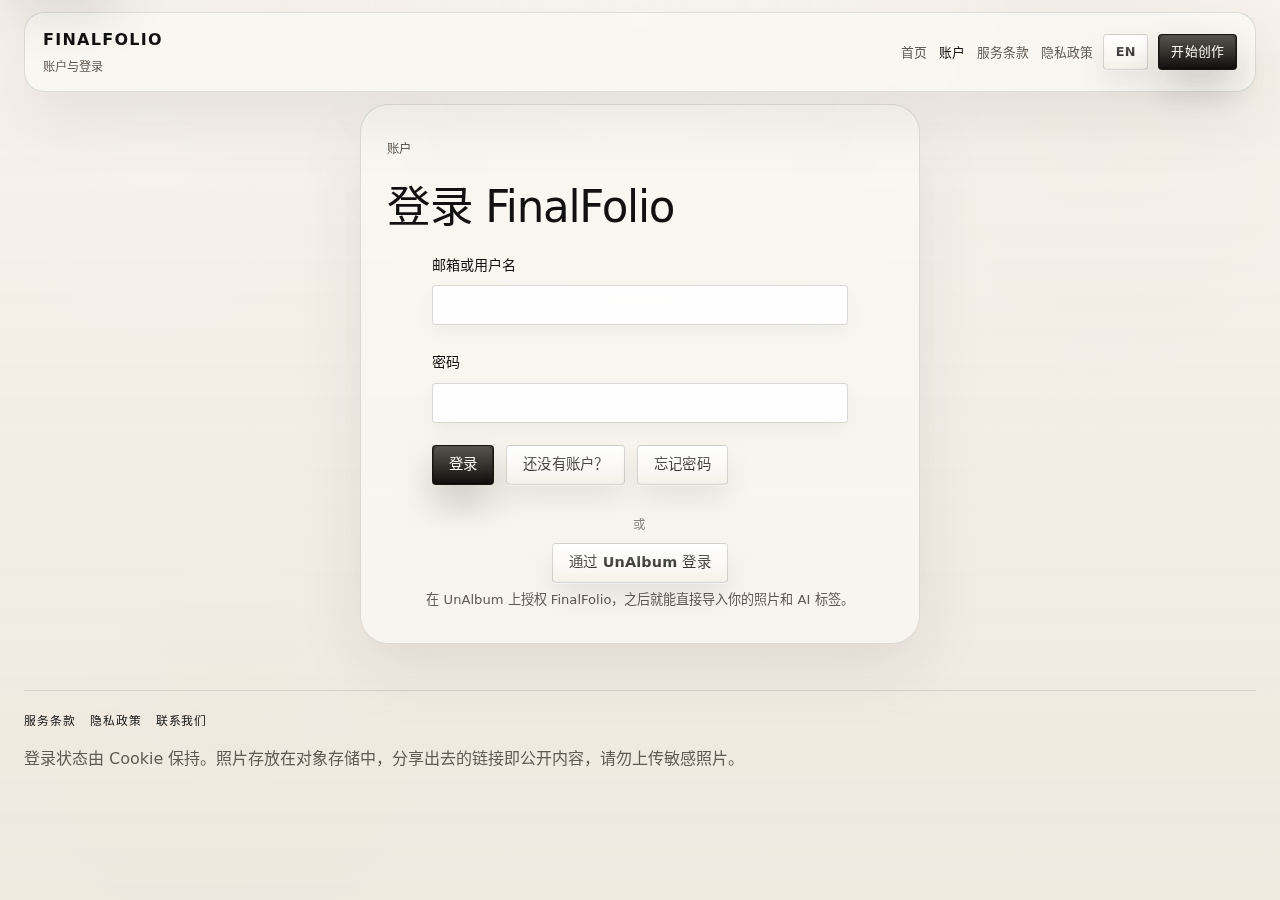 FINALFOLIO
账户与登录
首页 账户 服务条款 隐私政策 EN 开始创作
账户
登录 FinalFolio
邮箱或用户名
密码
登录 还没有账户？ 忘记密码
或
通过 UnAlbum 登录
在 UnAlbum 上授权 FinalFolio，之后就能直接导入你的照片和 AI 标签。
服务条款 隐私政策 联系我们
登录状态由 Cookie 保持。照片存放在对象存储中，分享出去的链接即公开内容，请勿上传敏感照片。